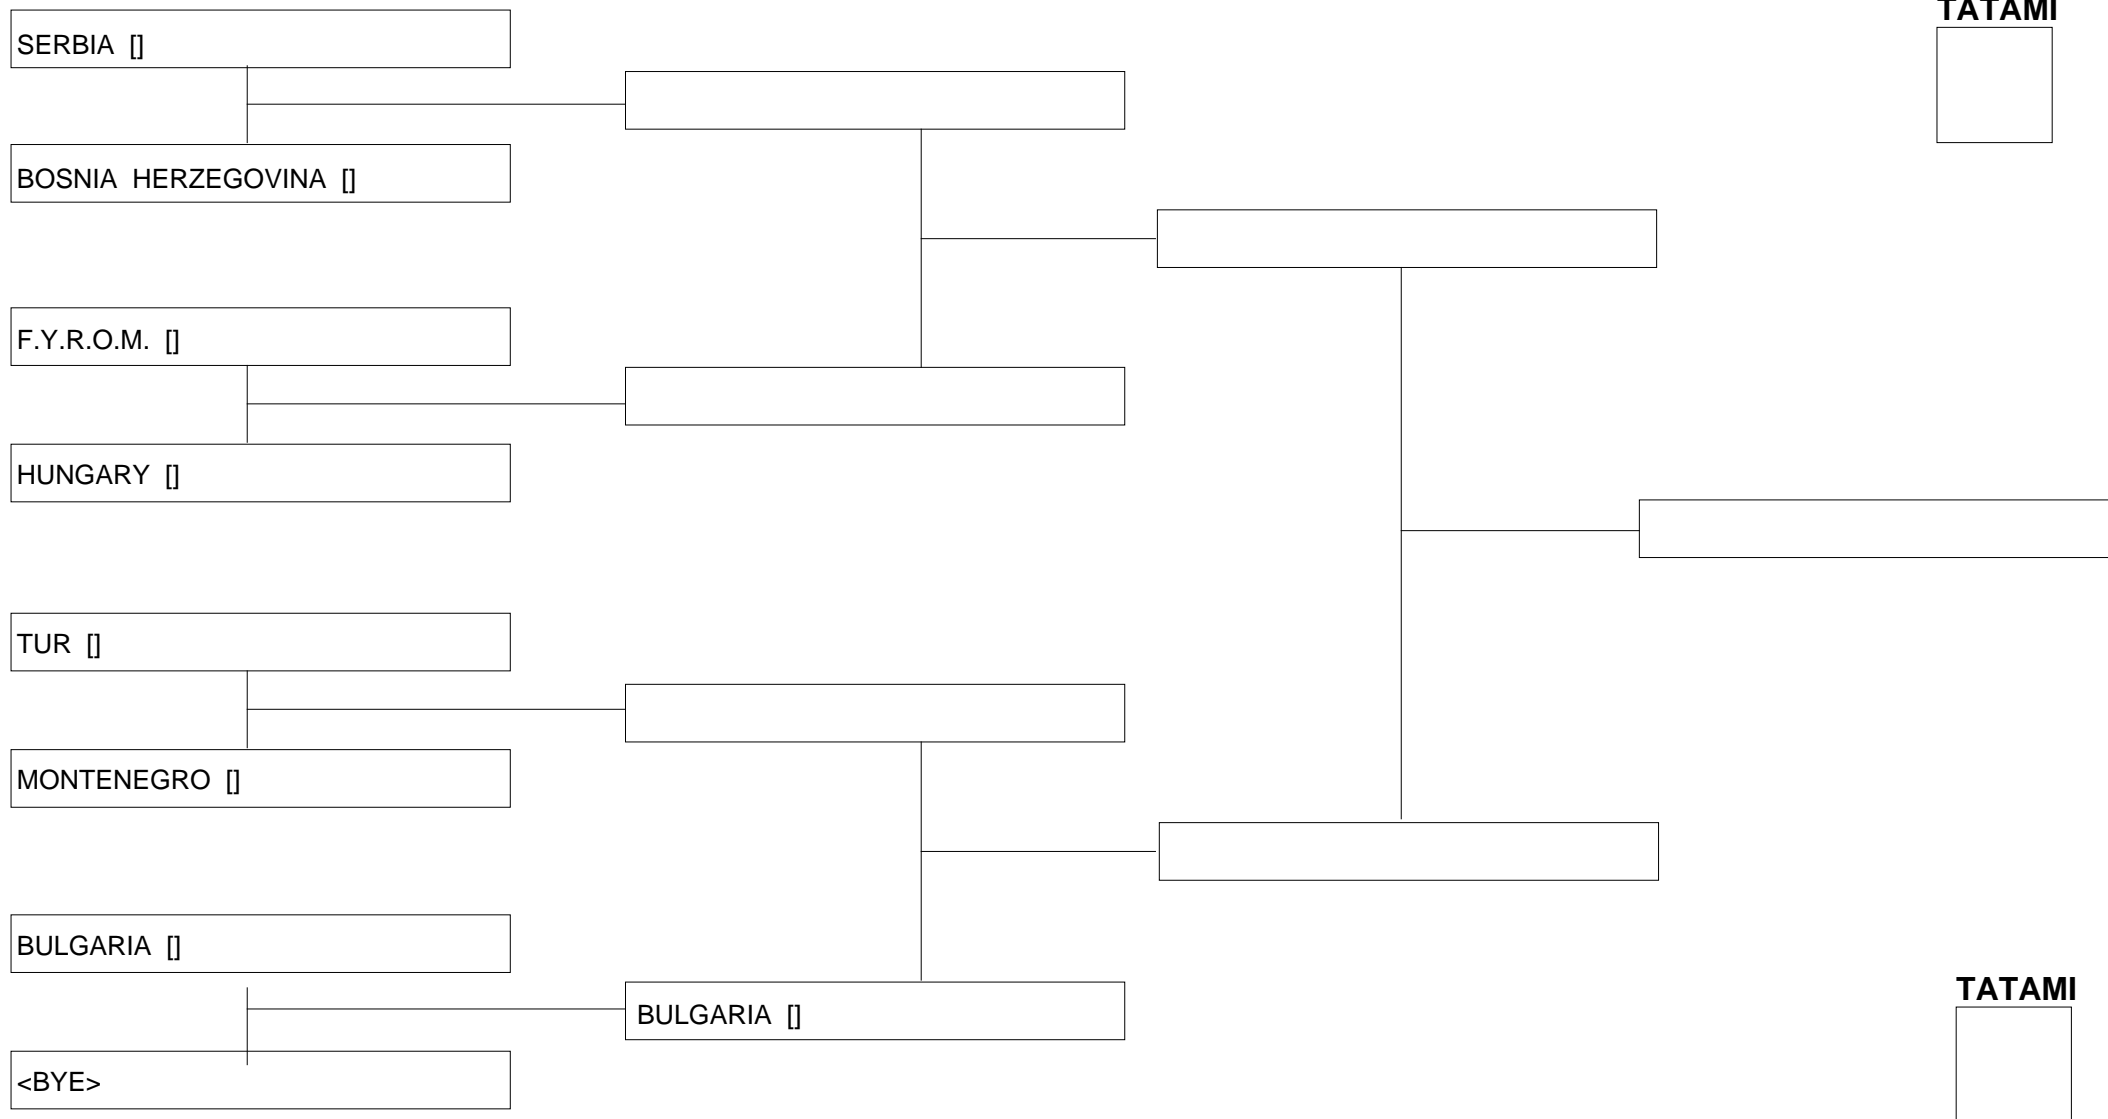 TATAMI
SERBIA []
BOSNIA HERZEGOVINA []
F.Y.R.O.M. []
HUNGARY []
TUR []
MONTENEGRO []
BULGARIA []
BULGARIA []
TATAMI
<BYE>